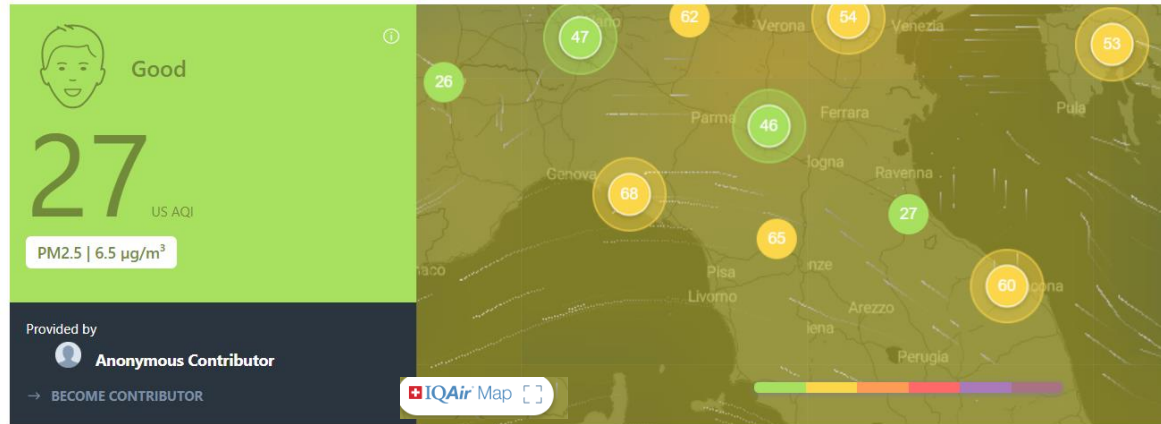 Good
27
US AQI
PM2.5 | 6.5 µg/m³
Provided by
Anonymous Contributor
→ BECOME CONTRIBUTOR
IQAir Map
47
62
Verona
54
Venezia
53
26
Pula
Parma
46
Ferrara
Genova
68
Ravenna
27
65
Pisa
Livorno
60
Arezzo
Perugia